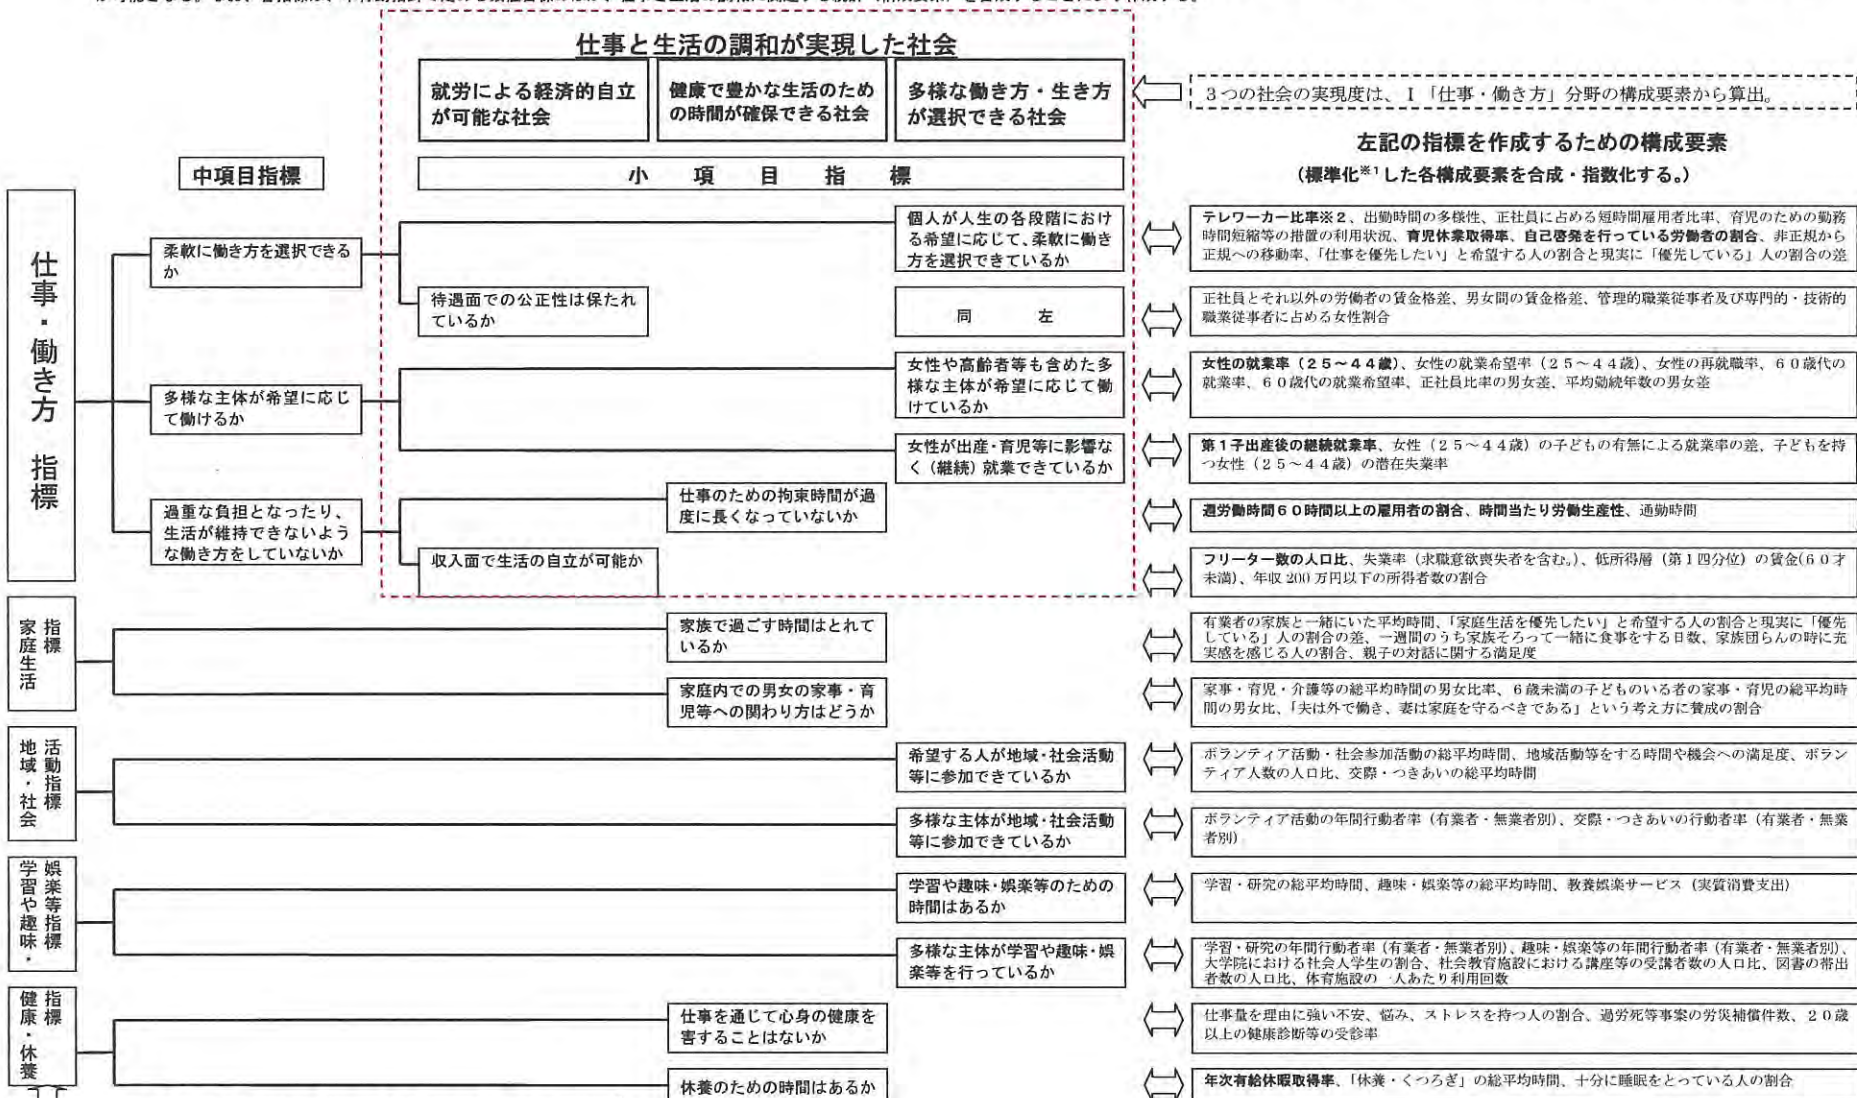 仕事と生活の調和が実現した社会
就労による経済的自立
が可能な社会
健康で豊かな生活のため
の時間が確保できる社会
多様な働き方・生き方
が選択できる社会
3つの社会の実現度は、Ⅰ「仕事・働き方」分野の構成要素から算出。
左記の指標を作成するための構成要素
(標準化※1した各構成要素を合成・指数化する。)
中項目指標
小項目指標
仕事・働き方 指標
柔軟に働き方を選択できる
か
個人が人生の各段階におけ
る希望に応じて、柔軟に働き
方を選択できているか
テレワーカー比率※2、出勤時間の多様性、正社員に占める短時間雇用者比率、育児のための勤務
時間短縮等の措置の利用状況、育児休業取得率、自己啓発を行っている労働者の割合、非正規から
正規への移動率、「仕事を優先したい」と希望する人の割合と現実に「優先している」人の割合の差
待遇面での公正性は保たれ
ているか
同 左
正社員とそれ以外の労働者の賃金格差、男女間の賃金格差、管理的職業従事者及び専門的・技術的
職業従事者に占める女性割合
多様な主体が希望に応じ
て働けるか
女性や高齢者等も含めた多
様な主体が希望に応じて働
けているか
女性の就業率(25~44歳)、女性の就業希望率(25~44歳)、女性の再就職率、60歳代の
就業率、60歳代の就業希望率、正社員比率の男女差、平均勤続年数の男女差
女性が出産・育児等に影響な
く(継続)就業できているか
第1子出産後の継続就業率、女性(25~44歳)の子どもの有無による就業率の差、子どもを持
つ女性(25~44歳)の潜在失業率
過重な負担となったり、
生活が維持できないよう
な働き方をしていないか
仕事のための拘束時間が過
度に長くなっていないか
週労働時間60時間以上の雇用者の割合、時間当たり労働生産性、通勤時間
収入面で生活の自立が可能か
フリーター数の人口比、失業率(求職意欲喪失者を含む。)、低所得層(第1四分位)の賃金(60才
未満)、年収200万円以下の所得者数の割合
家庭生活
指標
家族で過ごす時間はとれて
いるか
有業者の家族と一緒にいた平均時間、「家庭生活を優先したい」と希望する人の割合と現実に「優先
している」人の割合の差、一週間のうち家族そろって一緒に食事をする日数、家族団らんの時に充
実感を感じる人の割合、親子の対話に関する満足度
家庭内での男女の家事・育
児等への関わり方はどうか
家事・育児・介護等の総平均時間の男女比率、6歳未満の子どものいる者の家事・育児の総平均時
間の男女比、「夫は外で働き、妻は家庭を守るべきである」という考え方に賛成の割合
地域・社会
活動指標
希望する人が地域・社会活動
等に参加できているか
ボランティア活動・社会参加活動の総平均時間、地域活動等をする時間や機会への満足度、ボラン
ティア人数の人口比、交際・つきあいの総平均時間
多様な主体が地域・社会活動
等に参加できているか
ボランティア活動の年間行動者率(有業者・無業者別)、交際・つきあいの行動者率(有業者・無業
者別)
学習や趣味・
娯楽等指標
学習や趣味・娯楽等のための
時間はあるか
学習・研究の総平均時間、趣味・娯楽等の総平均時間、教養娯楽サービス(実質消費支出)
多様な主体が学習や趣味・娯
楽等を行っているか
学習・研究の年間行動者率(有業者・無業者別)、趣味・娯楽等の年間行動者率(有業者・無業者別)、
大学院における社会人学生の割合、社会教育施設における講座等の受講者数の人口比、図書の帯出
者数の人口比、体育施設の一人あたり利用回数
健康・休養
指標
仕事を通じて心身の健康を
害することはないか
仕事量を理由に強い不安、悩み、ストレスを持つ人の割合、過労死等事案の労災補償件数、20歳
以上の健康診断等の受診率
休養のための時間はあるか
年次有給休暇取得率、「休養・くつろぎ」の総平均時間、十分に睡眠をとっている人の割合